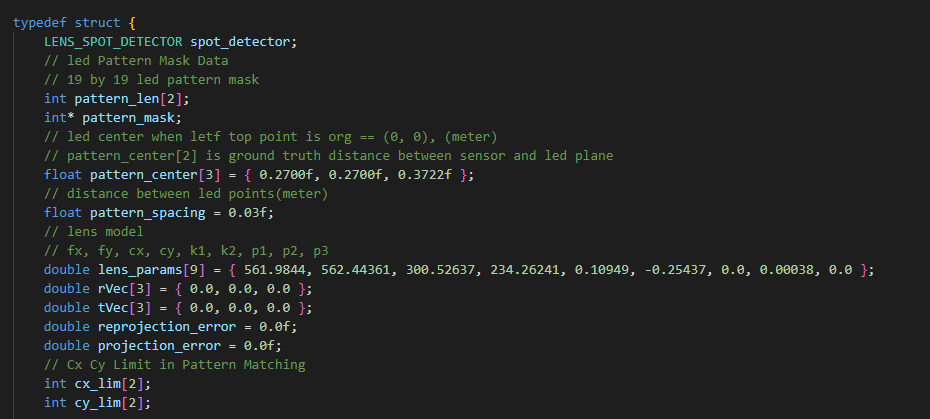 typedef struct {
LENS_SPOT_DETECTOR spot_detector;
// led Pattern Mask Data
// 19 by 19 led pattern mask
int pattern_len[2];
int* pattern_mask;
// led center when letf top point is org == (0, 0), (meter)
// pattern_center[2] is ground truth distance between sensor and led plane
float pattern_center[3] = { 0.2700f, 0.2700f, 0.3722f };
// distance between led points(meter)
float pattern_spacing = 0.03f;
// lens model
// fx, fy, cx, cy, k1, k2, p1, p2, p3
double lens_params[9] = { 561.9844, 562.44361, 300.52637, 234.26241, 0.10949, -0.25437, 0.0, 0.00038, 0.0 };
double rVec[3] = { 0.0, 0.0, 0.0 };
double tVec[3] = { 0.0, 0.0, 0.0 };
double reprojection_error = 0.0f;
double projection_error = 0.0f;
// Cx Cy Limit in Pattern Matching
int cx_lim[2];
int cy_lim[2];